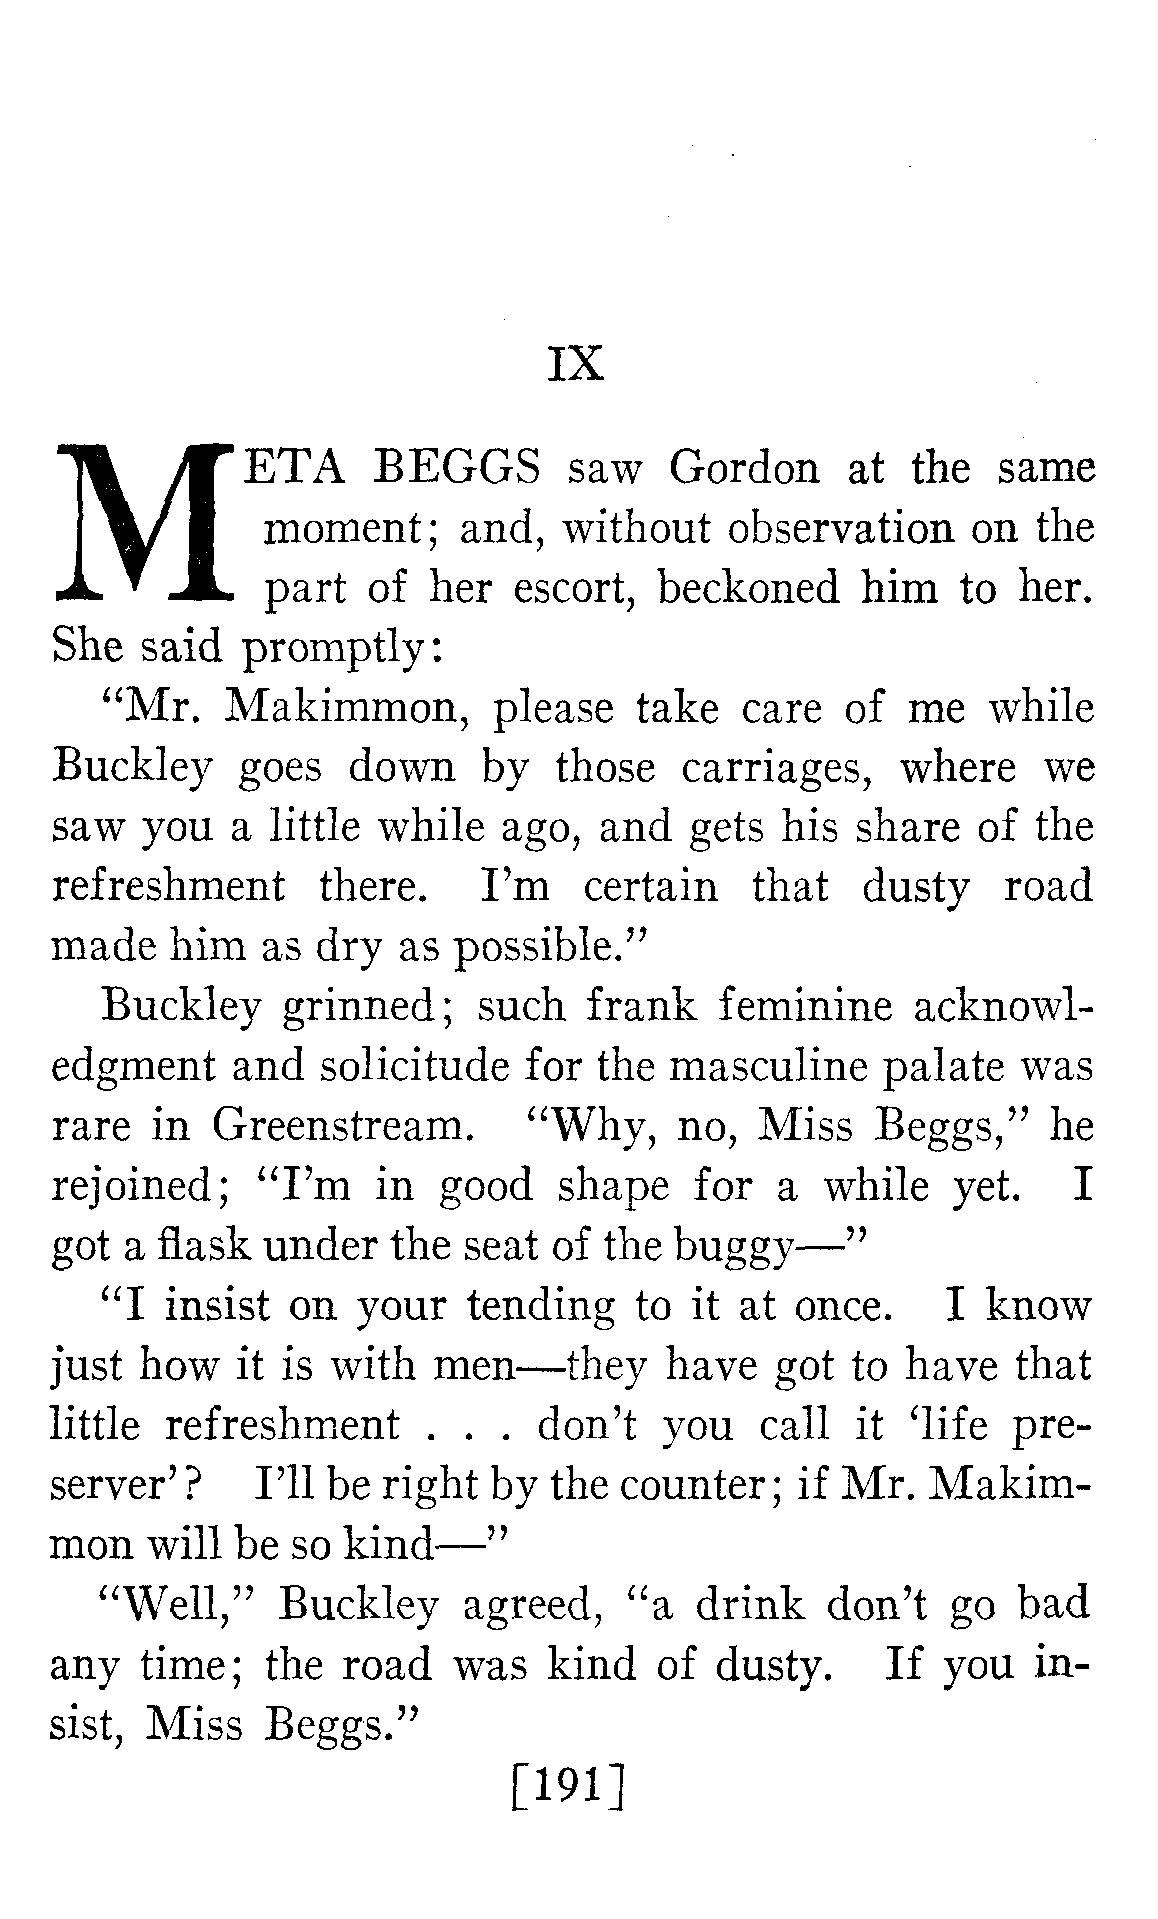 IX
META BEGGS saw Gordon at the same
moment; and, without observation on the
part of her escort, beckoned him to her.
She said promptly:
“Mr. Makimmon, please take care of me while
Buckley goes down by those carriages, where we
saw you a little while ago, and gets his share of the
refreshment there. I’m certain that dusty road
made him as dry as possible.”
Buckley grinned; such frank feminine acknowl-
edgment and solicitude for the masculine palate was
rare in Greenstream. “Why, no, Miss Beggs,” he
rejoined; “I’m in good shape for a while yet. I
got a flask under the seat of the buggy—”
“I insist on your tending to it at once. I know
just how it is with men—they have got to have that
little refreshment . . . don’t you call it ‘life pre-
server’? I’ll be right by the counter; if Mr. Makim-
mon will be so kind—”
“Well,” Buckley agreed, “a drink don’t go bad
any time; the road was kind of dusty. If you in-
sist, Miss Beggs.”
[191]